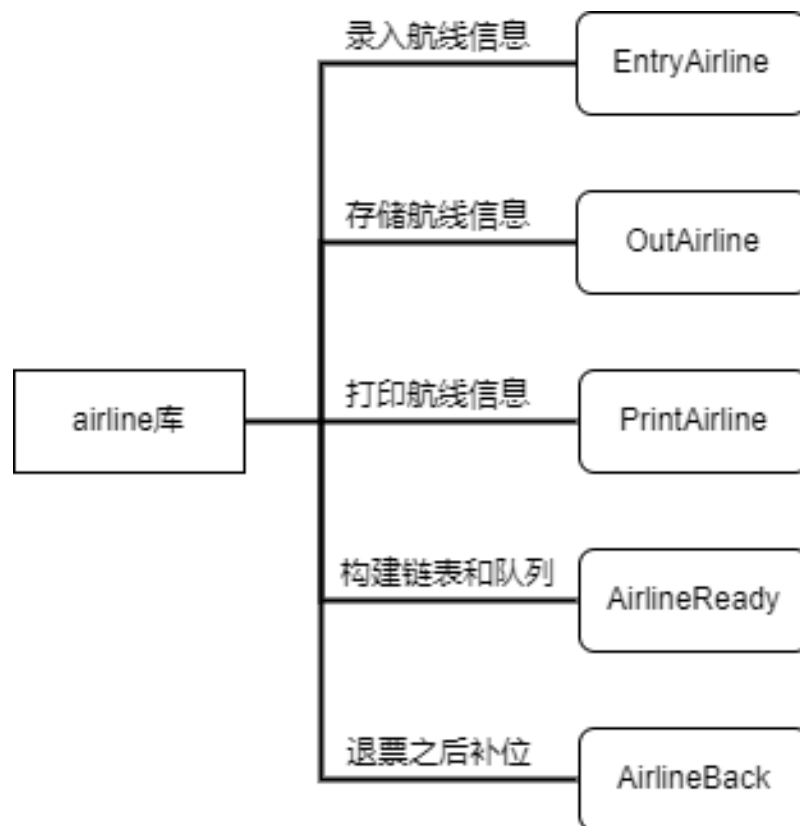 录入航线信息
EntryAirline
存储航线信息
OutAirline
airline库
打印航线信息
PrintAirline
构建链表和队列
AirlineReady
退票之后补位
AirlineBack